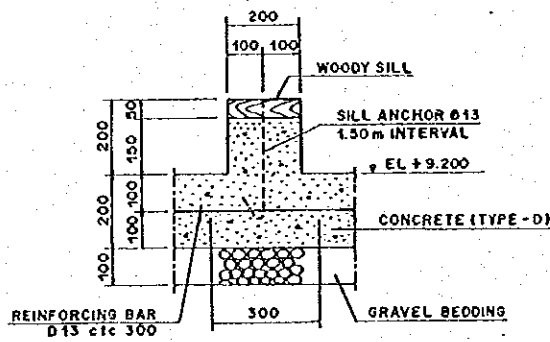 200
100 100
WOODY SILL
50
SILL ANCHOR Ø13
1.50m INTERVAL
200
150
EL +9.200
100
200
CONCRETE (TYPE-D)
100
100
REINFORCING BAR
D13 ctc 300
300
GRAVEL BEDDING